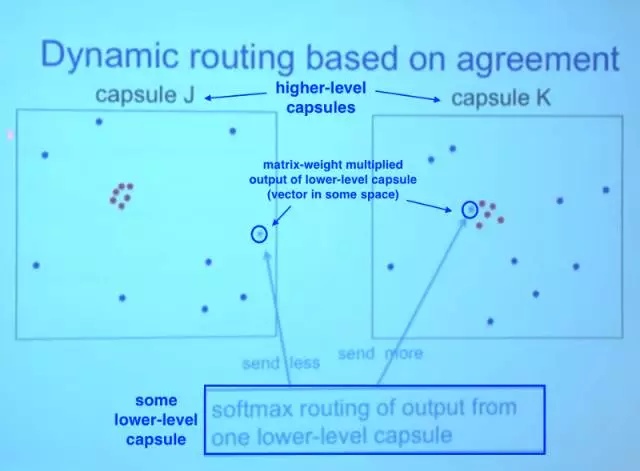 Dynamic routing based on agreement
capsule J
higher-level
capsules
capsule K
matrix-weight multiplied
output of lower-level capsule
(vector in some space)
send less
send more
some
lower-level
capsule
softmax routing of output from
one lower-level capsule